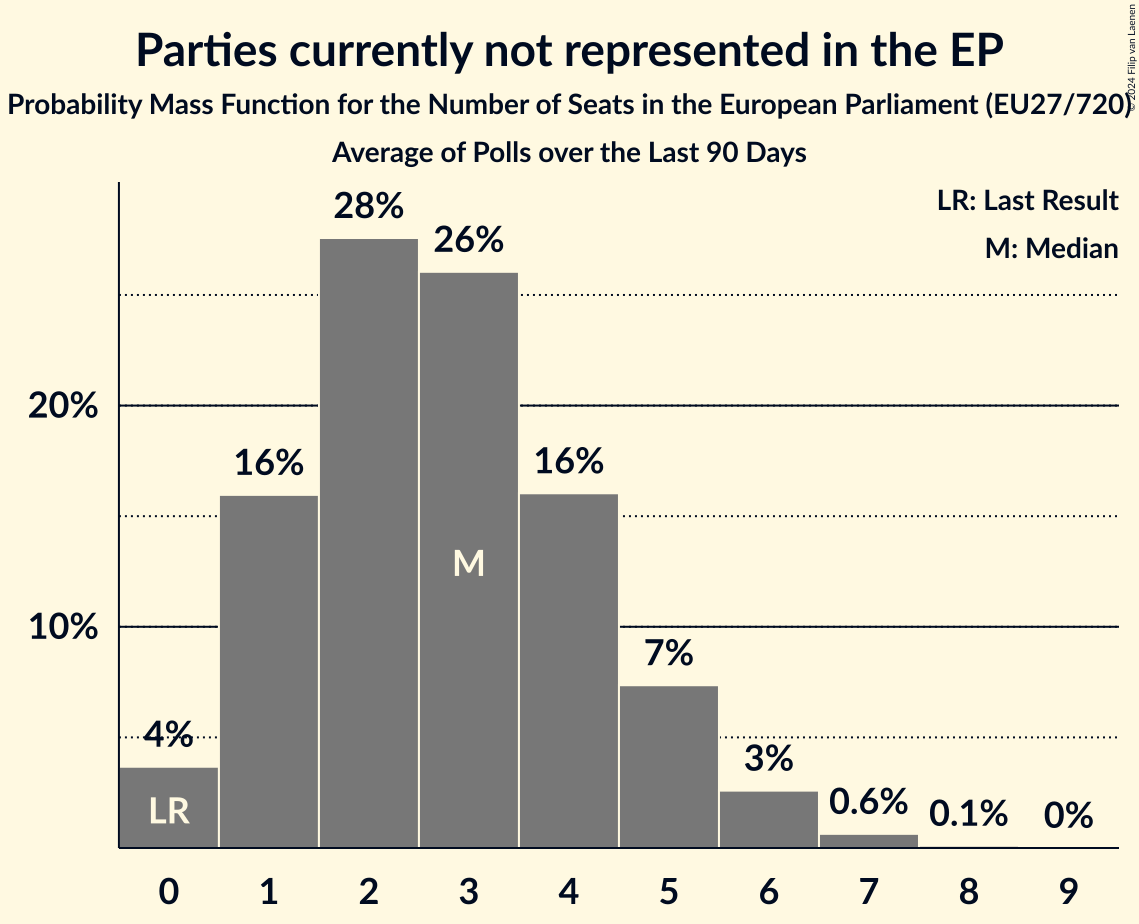 Parties currently not represented in the EP
Probability Mass Function for the Number of Seats in the European Parliament (EU27/720)
Average of Polls over the Last 90 Days
© 2024 Filip van Laenen
LR: Last Result
M: Median
28%
26%
20%
16%
16%
M
10%
7%
4%
3%
LR
0.6%
0.1%
0%
0 1 2 3 4 5 6 7 8 9